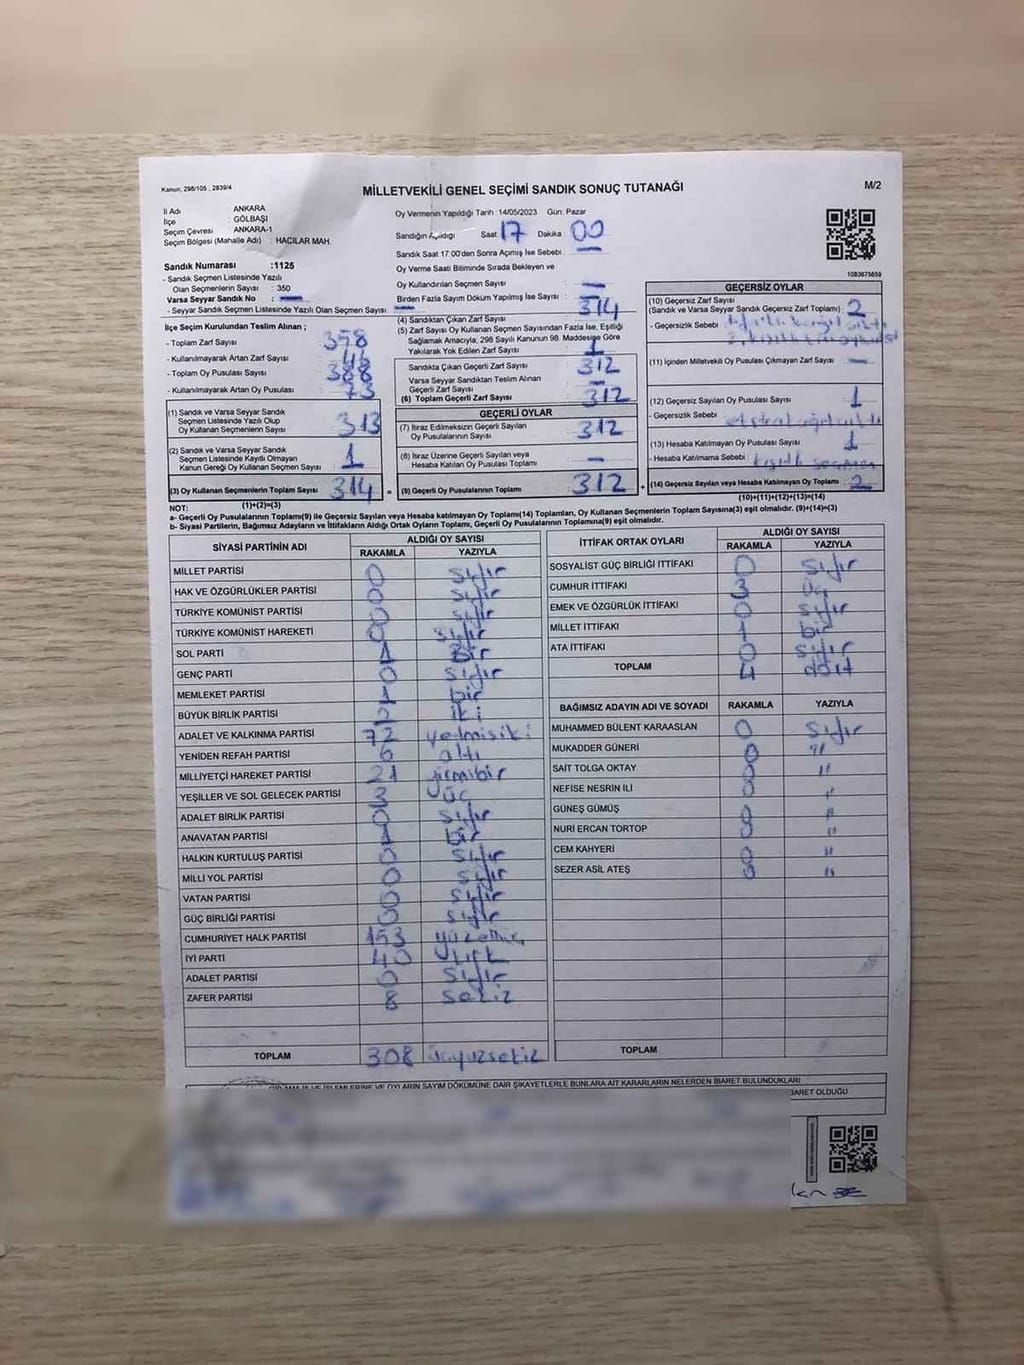 Kanun; 298/105 , 2839/4
MİLLETVEKİLİ GENEL SEÇİMİ SANDIK SONUÇ TUTANAĞI
M/2
İl Adı ANKARA
İlçe : GÖLBAŞI
Seçim Çevresi ANKARA-1
Seçim Bölgesi (Mahalle Adı) : HACILAR MAH.
Oy Vermenin Yapıldığı Tarih :14/05/2023 Gün: Pazar
Sandığın Açıldığı Saat: 17 Dakika: 00
Sandık Saat 17:00'den Sonra Açımış İse Sebebi : —
Oy Verme Saati Bitiminde Sırada Bekleyen ve
Oy Kullandırılan Seçmen Sayısı : —
Birden Fazla Sayım Döküm Yapılmış İse Sayısı : —
1083675659
Sandık Numarası :1125
- Sandık Seçmen Listesinde Yazılı
Olan Seçmenlerin Sayısı : 350
Varsa Seyyar Sandık No : —
- Seyyar Sandık Seçmen Listesinde Yazılı Olan Seçmen Sayısı: —
İlçe Seçim Kurulundan Teslim Alınan ;
- Toplam Zarf Sayısı : 358
- Kullanılmayarak Artan Zarf Sayısı :
- Toplam Oy Pusulası Sayısı :
- Kullanılmayarak Artan Oy Pusulası : 73
(1) Sandık ve Varsa Seyyar Sandık
Seçmen Listesinde Yazılı Olup
Oy Kullanan Seçmenlerin Sayısı : 313
(2) Sandık ve Varsa Seyyar Sandık
Seçmen Listesinde Kayıtlı Olmayan
Kanun Gereği Oy Kullanan Seçmen Sayısı : 1
(3) Oy Kullanan Seçmenlerin Toplam Sayısı : 314 =
(4) Sandıktan Çıkan Zarf Sayısı : 314
(5) Zarf Sayısı Oy Kullanan Seçmen Sayısından Fazla İse, Eşitliği
Sağlamak Amacıyla, 298 Sayılı Kanunun 98. Maddesine Göre
Yakılarak Yok Edilen Zarf Sayısı :
Sandıkta Çıkan Geçerli Zarf Sayısı : 312
Varsa Seyyar Sandıktan Teslim Alınan
Geçerli Zarf Sayısı : —
(6) Toplam Geçerli Zarf Sayısı : 312
GEÇERLİ OYLAR
(7) İtiraz Edilmeksizin Geçerli Sayılan
Oy Pusulalarının Sayısı : 312
(8) İtiraz Üzerine Geçerli Sayılan veya
Hesaba Katılan Oy Pusulası Toplamı : —
(9) Geçerli Oy Pusulalarının Toplamı : 312 +
GEÇERSİZ OYLAR
(10) Geçersiz Zarf Sayısı
(Sandık ve Varsa Seyyar Sandık Geçersiz Zarf Toplamı) : 2
- Geçersizlik Sebebi :
(11) İçinden Milletvekili Oy Pusulası Çıkmayan Zarf Sayısı : —
(12) Geçersiz Sayılan Oy Pusulası Sayısı : 1
- Geçersizlik Sebebi :
(13) Hesaba Katılmayan Oy Pusulası Sayısı : 1
- Hesaba Katılmama Sebebi : kısıtlı seçmen
(14) Geçersiz Sayılan veya Hesaba Katılmayan Oy Toplamı : 2
NOT: (1)+(2)=(3)
(10)+(11)+(12)+(13)=(14)
a- Geçerli Oy Pusulalarının Toplamı(9) ile Geçersiz Sayılan veya Hesaba Katılmayan Oy Toplamı(14) Toplamları, Oy Kullanan Seçmenlerin Toplam Sayısına(3) eşit olmalıdır. (9)+(14)=(3)
b- Siyasi Partilerin, Bağımsız Adayların ve İttifakların Aldığı Ortak Oyların Toplamı, Geçerli Oy Pusulalarının Toplamına(9) eşit olmalıdır.
SİYASİ PARTİNİN ADI ALDIĞI OY SAYISI
RAKAMLA YAZIYLA
MİLLET PARTİSİ 0 sıfır
HAK VE ÖZGÜRLÜKLER PARTİSİ 0 sıfır
TÜRKİYE KOMÜNİST PARTİSİ 0 sıfır
TÜRKİYE KOMÜNİST HAREKETİ 0 sıfır
SOL PARTİ 1 Bir
GENÇ PARTİ 0 sıfır
MEMLEKET PARTİSİ 1 bir
BÜYÜK BİRLİK PARTİSİ 2 iki
ADALET VE KALKINMA PARTİSİ 72 yetmisiki
YENİDEN REFAH PARTİSİ 6 altı
MİLLİYETÇİ HAREKET PARTİSİ 21 yirmibir
YEŞİLLER VE SOL GELECEK PARTİSİ 3 üç
ADALET BİRLİK PARTİSİ 0 sıfır
ANAVATAN PARTİSİ 1 bir
HALKIN KURTULUŞ PARTİSİ 0 sıfır
MİLLİ YOL PARTİSİ 0 sıfır
VATAN PARTİSİ 0 sıfır
GÜÇ BİRLİĞİ PARTİSİ 0 sıfır
CUMHURİYET HALK PARTİSİ 153
İYİ PARTİ 40 kırk
ADALET PARTİSİ 0 sıfır
ZAFER PARTİSİ 8 sekiz
TOPLAM 308 üçyüzsekiz
İTTİFAK ORTAK OYLARI ALDIĞI OY SAYISI
RAKAMLA YAZIYLA
SOSYALİST GÜÇ BİRLİĞİ İTTİFAKI 0 sıfır
CUMHUR İTTİFAKI 3 üç
EMEK VE ÖZGÜRLÜK İTTİFAKI 0 sıfır
MİLLET İTTİFAKI 1 bir
ATA İTTİFAKI 0 sıfır
TOPLAM 4 dört
BAĞIMSIZ ADAYIN ADI VE SOYADI RAKAMLA YAZIYLA
MUHAMMED BÜLENT KARAASLAN 0 sıfır
MUKADDER GÜNERİ 0 "
SAİT TOLGA OKTAY 0 "
NEFİSE NESRİN İLİ 0 "
GÜNEŞ GÜMÜŞ 0 "
NURİ ERCAN TORTOP 0 "
CEM KAHYERİ 0 "
SEZER ASİL ATEŞ 0 "
TOPLAM
VE OYLARIN SAYIM DÖKÜMÜNE DAİR ŞİKAYETLERLE BUNLARA AİT KARARLARIN NELERDEN İBARET BULUNDUKLARI
İBARET OLDUĞU